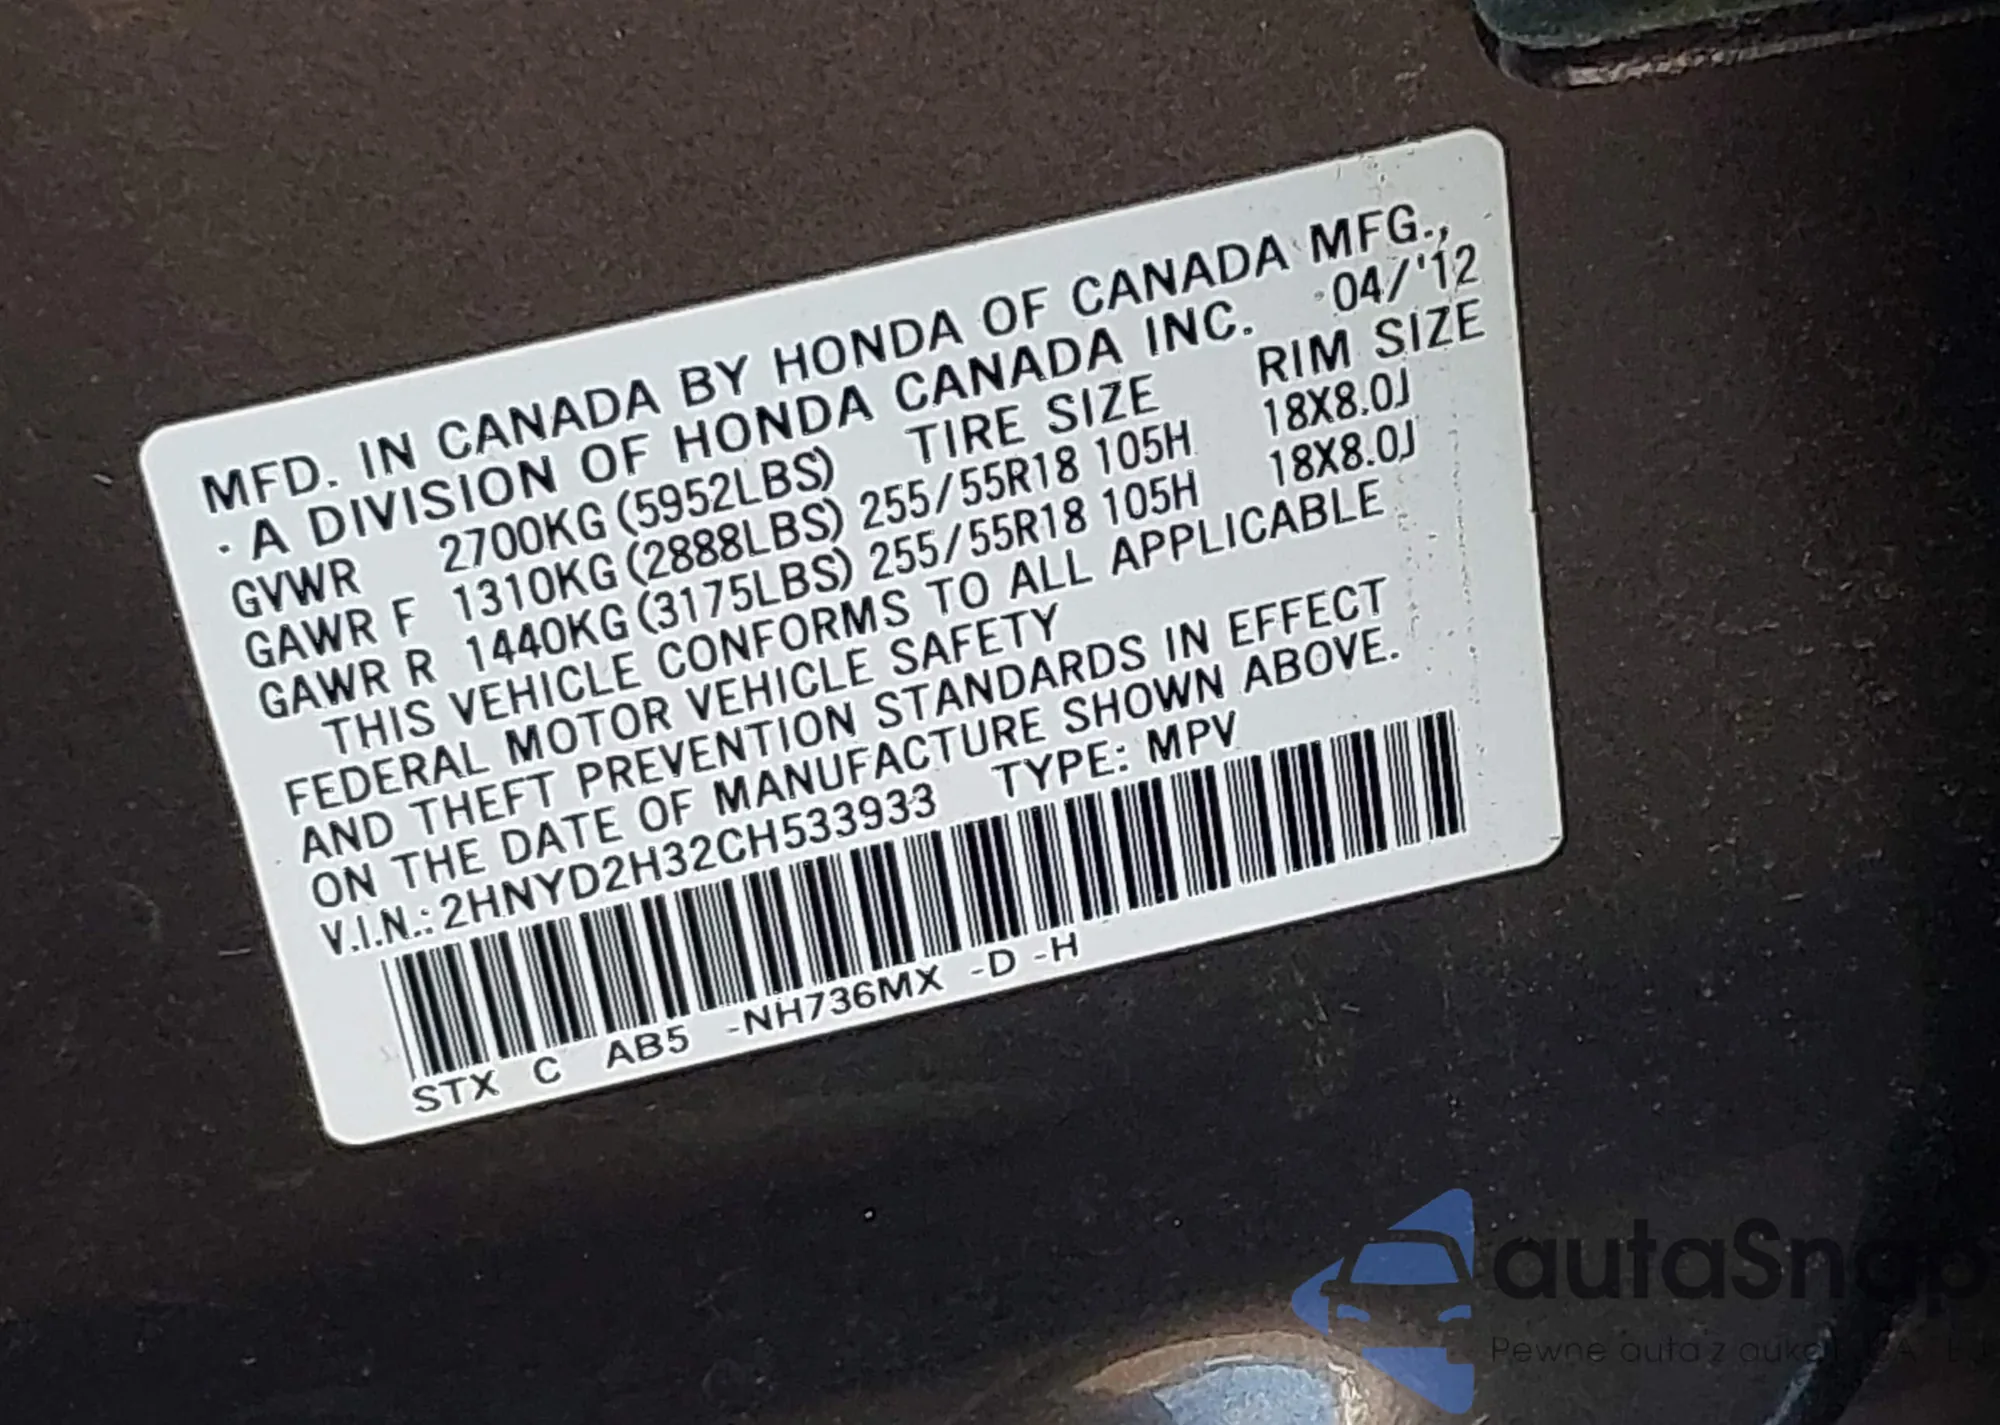 MFD. IN CANADA BY HONDA OF CANADA MFG.,
· A DIVISION OF HONDA CANADA INC. 04/'12
GVWR 2700KG (5952LBS) TIRE SIZE RIM SIZE
GAWR F 1310KG (2888LBS) 255/55R18 105H 18X8.0J
GAWR R 1440KG (3175LBS) 255/55R18 105H 18X8.0J
THIS VEHICLE CONFORMS TO ALL APPLICABLE
FEDERAL MOTOR VEHICLE SAFETY
AND THEFT PREVENTION STANDARDS IN EFFECT
ON THE DATE OF MANUFACTURE SHOWN ABOVE.
V.I.N.: 2HNYD2H32CH533933 TYPE: MPV
STX C AB5 -NH736MX -D -H
autaSnap
Pewne auta z aukcji